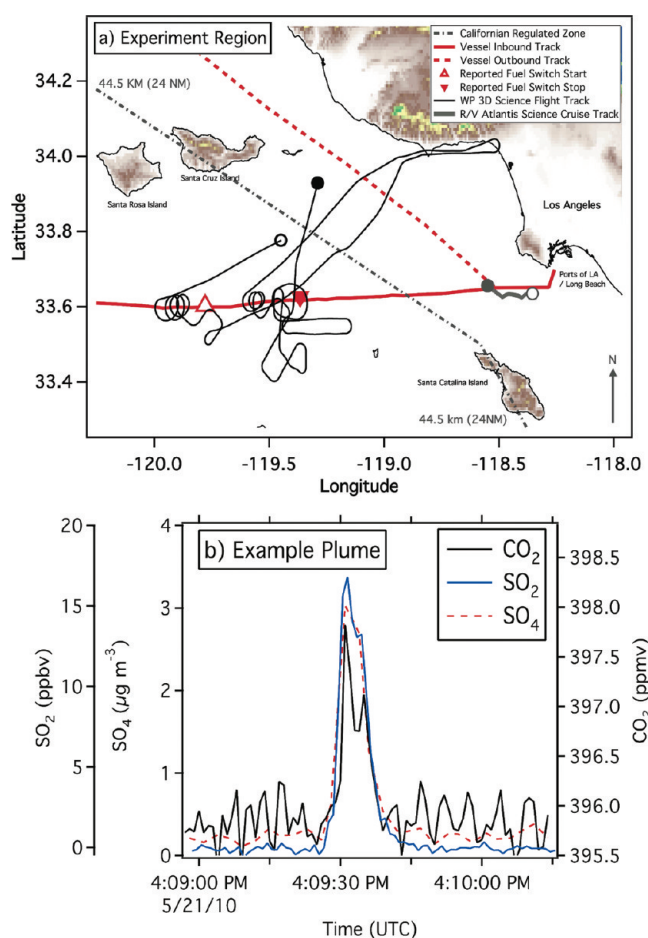 a) Experiment Region
Californian Regulated Zone
Vessel Inbound Track
Vessel Outbound Track
Reported Fuel Switch Start
Reported Fuel Switch Stop
WP 3D Science Flight Track
R/V Atlantis Science Cruise Track
44.5 KM (24 NM)
Santa Cruz Island
Santa Rosa Island
Los Angeles
Ports of LA
/ Long Beach
Santa Catalina Island
44.5 km (24NM)
N
34.2
34.0
33.8
33.6
33.4
Latitude
-120.0
-119.5
-119.0
-118.5
-118.0
Longitude
b) Example Plume
CO2
SO2
SO4
20
15
10
5
0
SO2 (ppbv)
4
3
2
1
0
SO4 (µg m-3)
398.5
398.0
397.5
397.0
396.5
396.0
395.5
CO2 (ppmv)
4:09:00 PM
5/21/10
4:09:30 PM
4:10:00 PM
Time (UTC)